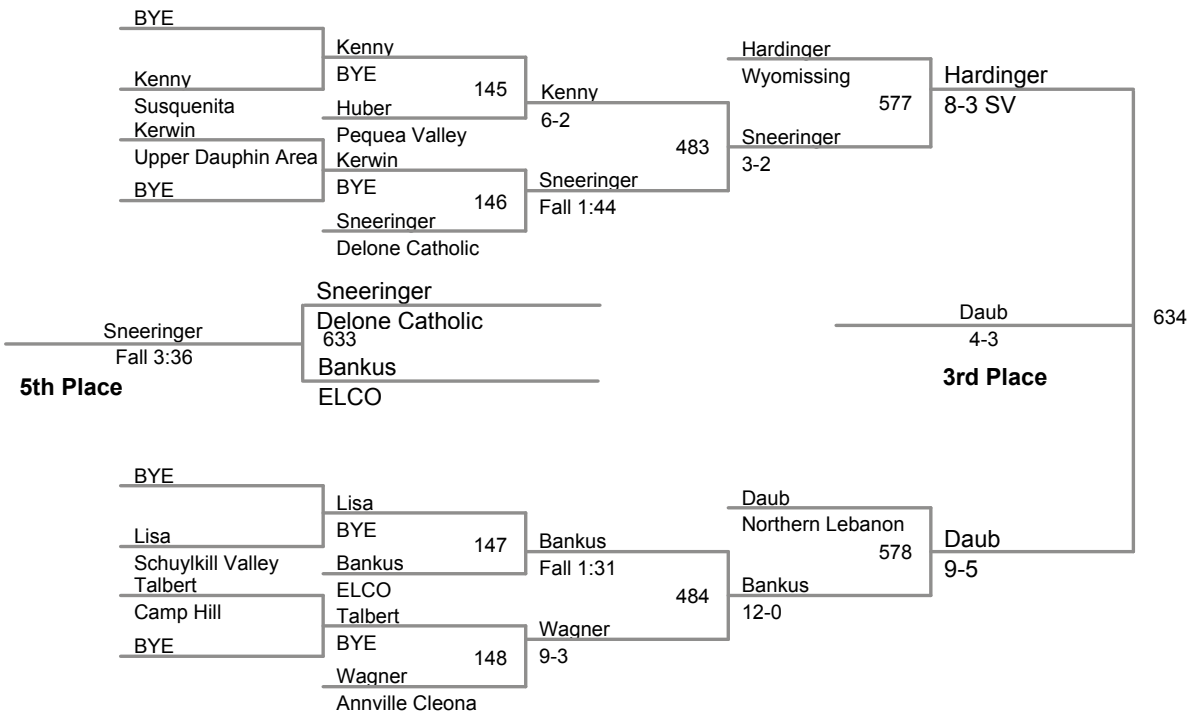 BYE
Kenny
Susquenita
Kerwin
Upper Dauphin Area
BYE
Kenny
BYE
145
Huber
Pequea Valley
Kerwin
BYE
146
Sneeringer
Delone Catholic
Kenny
6-2
483
Sneeringer
Fall 1:44
Hardinger
Wyomissing
577
Sneeringer
3-2
Hardinger
8-3 SV
Sneeringer
Delone Catholic
633
Bankus
ELCO
Sneeringer
Fall 3:36
5th Place
Daub
4-3
634
3rd Place
BYE
Lisa
Schuylkill Valley
Talbert
Camp Hill
BYE
Lisa
BYE
147
Bankus
ELCO
Talbert
BYE
148
Wagner
Annville Cleona
Bankus
Fall 1:31
484
Wagner
9-3
Daub
Northern Lebanon
578
Bankus
12-0
Daub
9-5